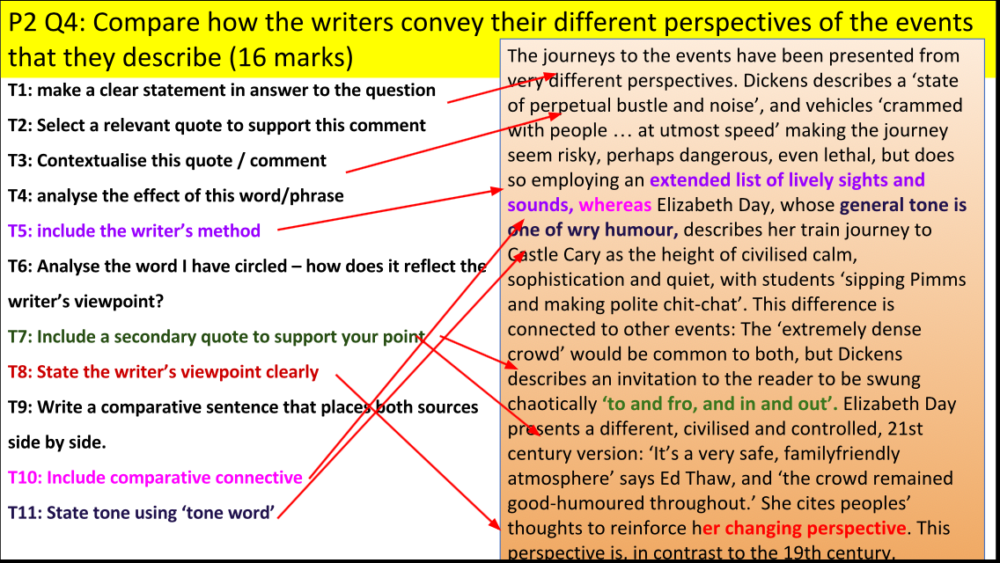 P2 Q4: Compare how the writers convey their different perspectives of the events
that they describe (16 marks)
T1: make a clear statement in answer to the question
T2: Select a relevant quote to support this comment
T3: Contextualise this quote / comment
T4: analyse the effect of this word/phrase
T5: include the writer's method
T6: Analyse the word I have circled – how does it reflect the
writer's viewpoint?
T7: Include a secondary quote to support your point
T8: State the writer's viewpoint clearly
T9: Write a comparative sentence that places both sources
side by side.
T10: Include comparative connective
T11: State tone using 'tone word'
The journeys to the events have been presented from
very different perspectives. Dickens describes a 'state
of perpetual bustle and noise', and vehicles 'crammed
with people … at utmost speed' making the journey
seem risky, perhaps dangerous, even lethal, but does
so employing an extended list of lively sights and
sounds, whereas Elizabeth Day, whose general tone is
one of wry humour, describes her train journey to
Castle Cary as the height of civilised calm,
sophistication and quiet, with students 'sipping Pimms
and making polite chit-chat'. This difference is
connected to other events: The 'extremely dense
crowd' would be common to both, but Dickens
describes an invitation to the reader to be swung
chaotically 'to and fro, and in and out'. Elizabeth Day
presents a different, civilised and controlled, 21st
century version: 'It's a very safe, familyfriendly
atmosphere' says Ed Thaw, and 'the crowd remained
good-humoured throughout.' She cites peoples'
thoughts to reinforce her changing perspective. This
perspective is, in contrast to the 19th century.